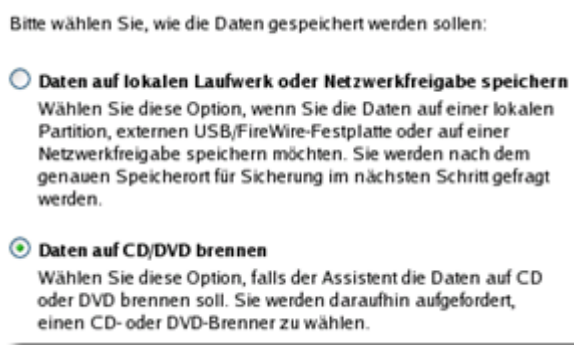 Bitte wählen Sie, wie die Daten gespeichert werden sollen:
Daten auf lokalen Laufwerk oder Netzwerkfreigabe speichern
Wählen Sie diese Option, wenn Sie die Daten auf einer lokalen
Partition, externen USB/FireWire-Festplatte oder auf einer
Netzwerkfreigabe speichern möchten. Sie werden nach dem
genauen Speicherort für Sicherung im nächsten Schritt gefragt
werden.
Daten auf CD/DVD brennen
Wählen Sie diese Option, falls der Assistent die Daten auf CD
oder DVD brennen soll. Sie werden daraufhin aufgefordert,
einen CD- oder DVD-Brenner zu wählen.